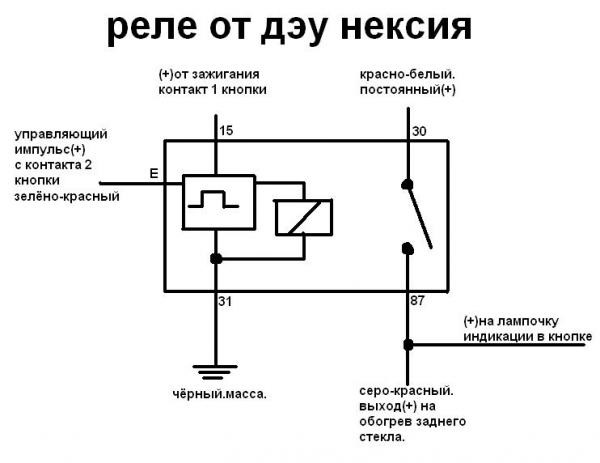 реле от дэу нексия
(+)от зажигания
контакт 1 кнопки
красно-белый.
постоянный(+)
управляющий
импульс(+)
с контакта 2
кнопки
зелёно-красный
15
30
E
31
87
(+)на лампочку
индикации в кнопке
чёрный.масса.
серо-красный.
выход(+) на
обогрев заднего
стекла.